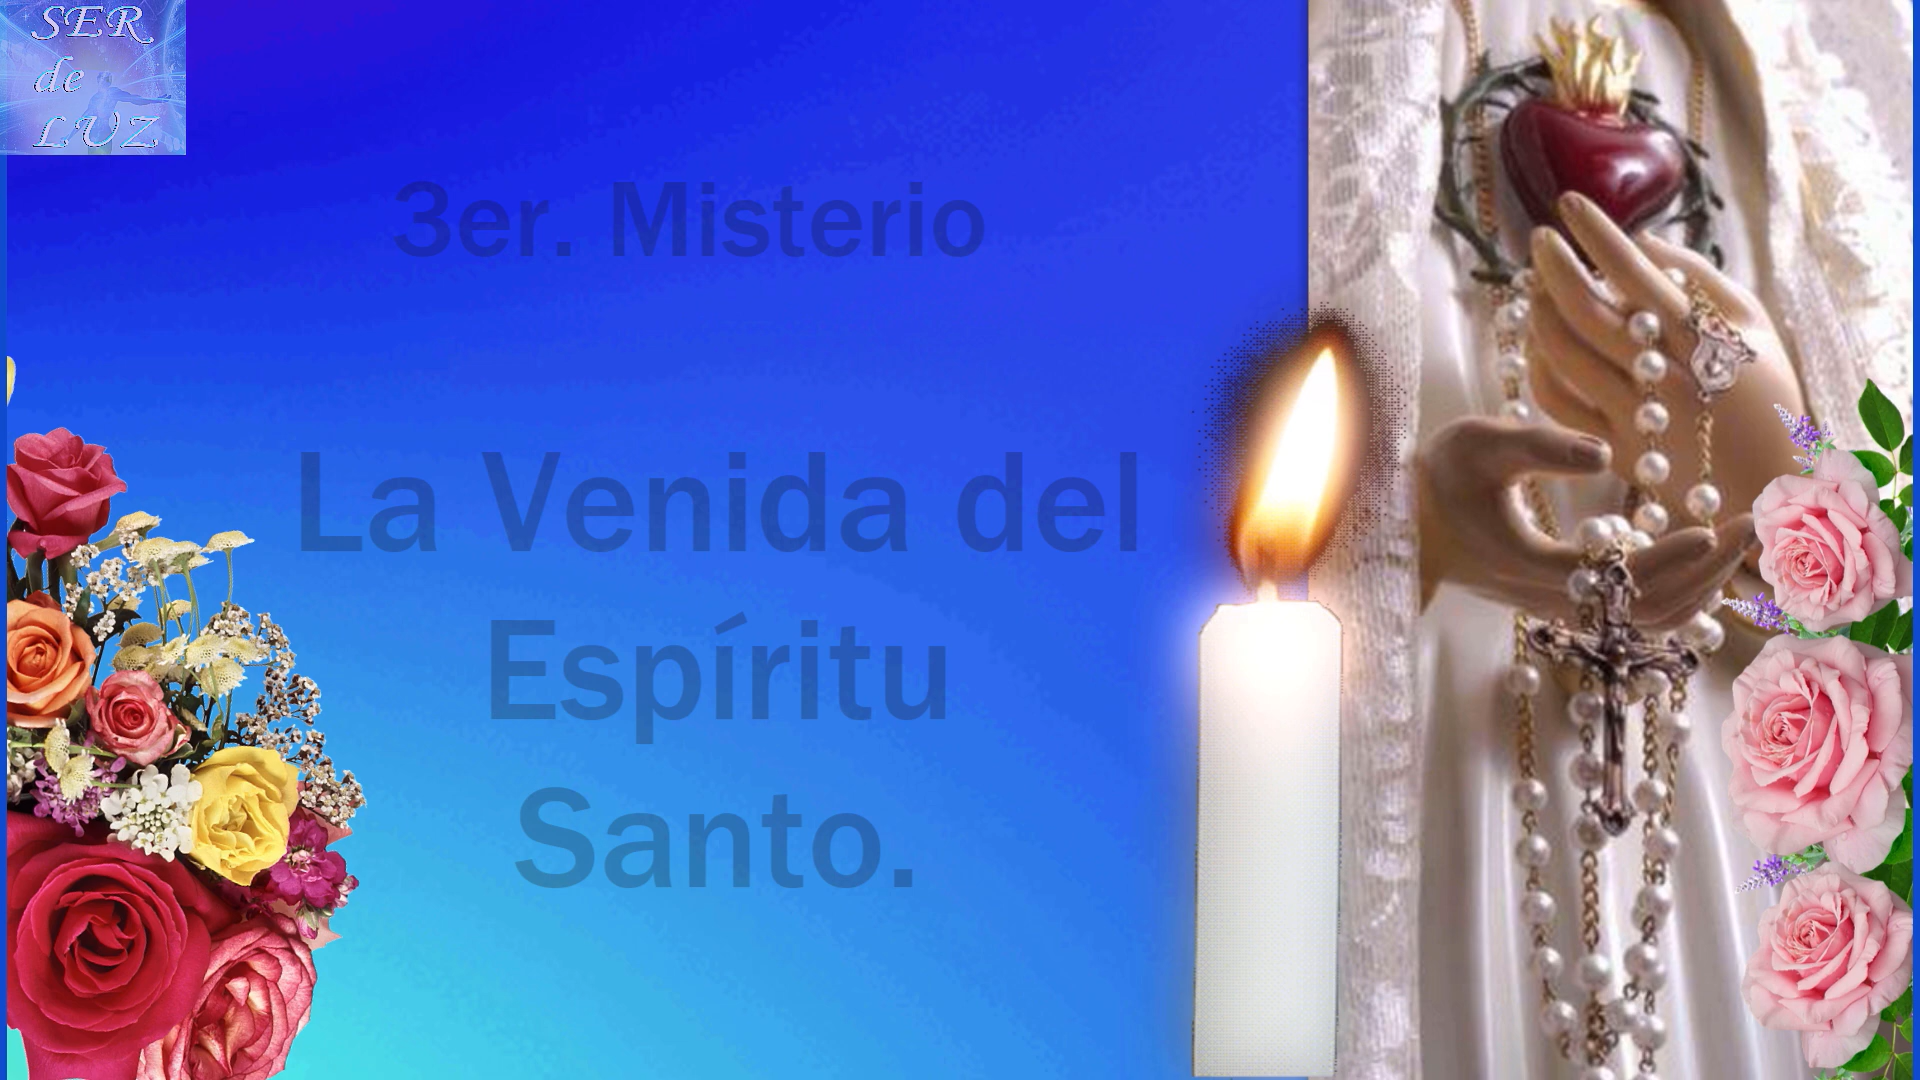 SER
de
LUZ
3er. Misterio
La Venida del
Espíritu
Santo.